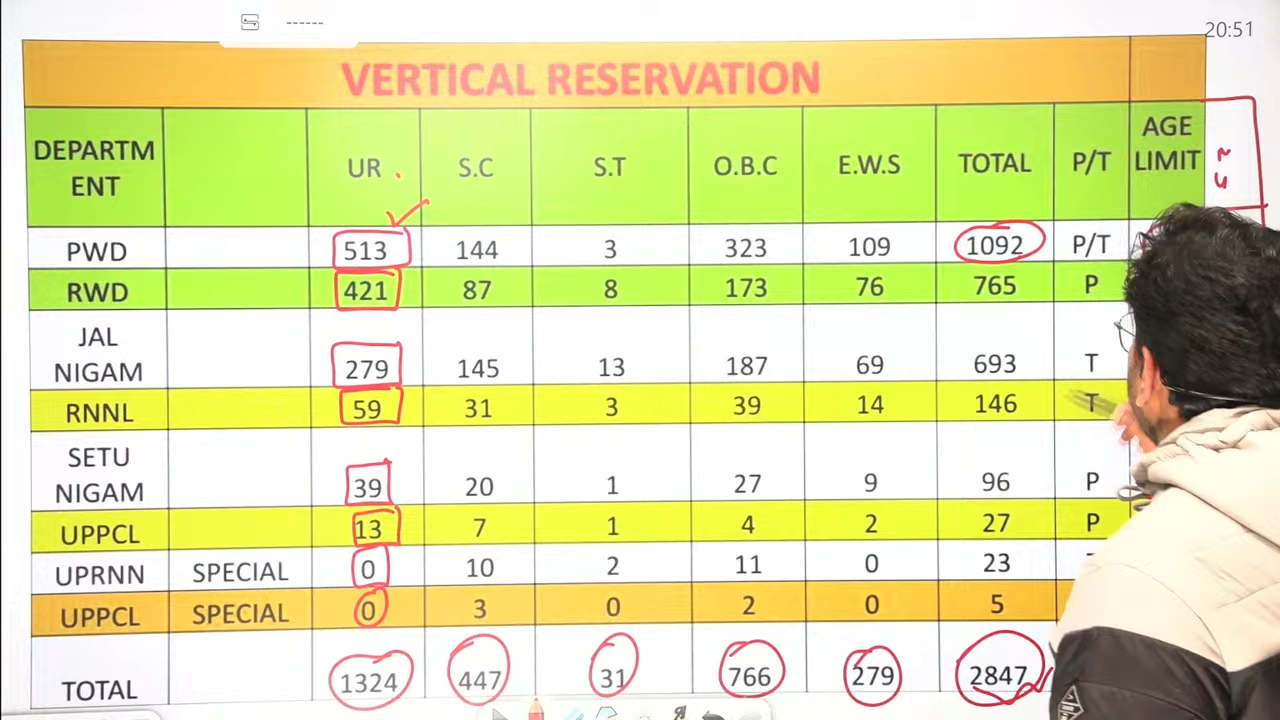 ------
20:51
VERTICAL RESERVATION
DEPARTM
ENT
UR
S.C
S.T
O.B.C
E.W.S
TOTAL
P/T
AGE
LIMIT
PWD 513 144 3 323 109 1092 P/T
RWD 421 87 8 173 76 765 P
JAL
NIGAM 279 145 13 187 69 693 T
RNNL 59 31 3 39 14 146 T
SETU
NIGAM 39 20 1 27 9 96 P
UPPCL 13 7 1 4 2 27 P
UPRNN SPECIAL 0 10 2 11 0 23
UPPCL SPECIAL 0 3 0 2 0 5
TOTAL 1324 447 31 766 279 2847